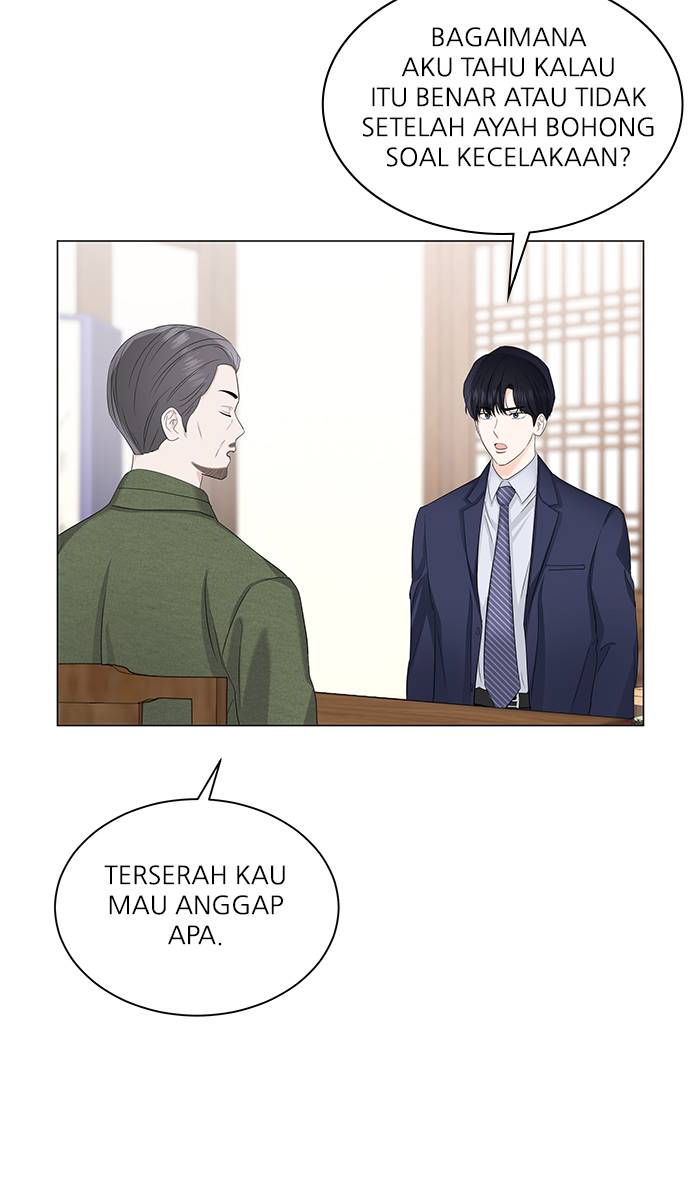 BAGAIMANA
AKU TAHU KALAU
ITU BENAR ATAU TIDAK
SETELAH AYAH BOHONG
SOAL KECELAKAAN?
TERSERAH KAU
MAU ANGGAP
APA.